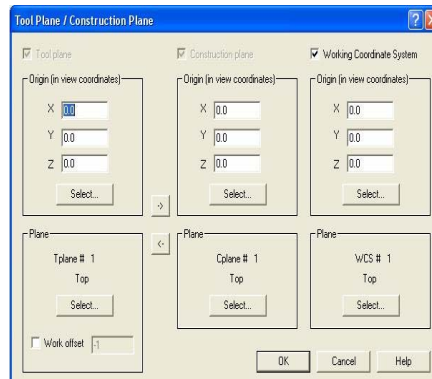 Tool Plane / Construction Plane
Tool plane
Construction plane
Working Coordinate System
Origin (in view coordinates)
Origin (in view coordinates)
Origin (in view coordinates)
X 0.0
X 0.0
X 0.0
Y 0.0
Y 0.0
Y 0.0
Z 0.0
Z 0.0
Z 0.0
Select...
Select...
Select...
->
<-
Plane
Plane
Plane
Tplane # 1
Cplane # 1
WCS # 1
Top
Top
Top
Select...
Select...
Select...
Work offset -1
OK
Cancel
Help